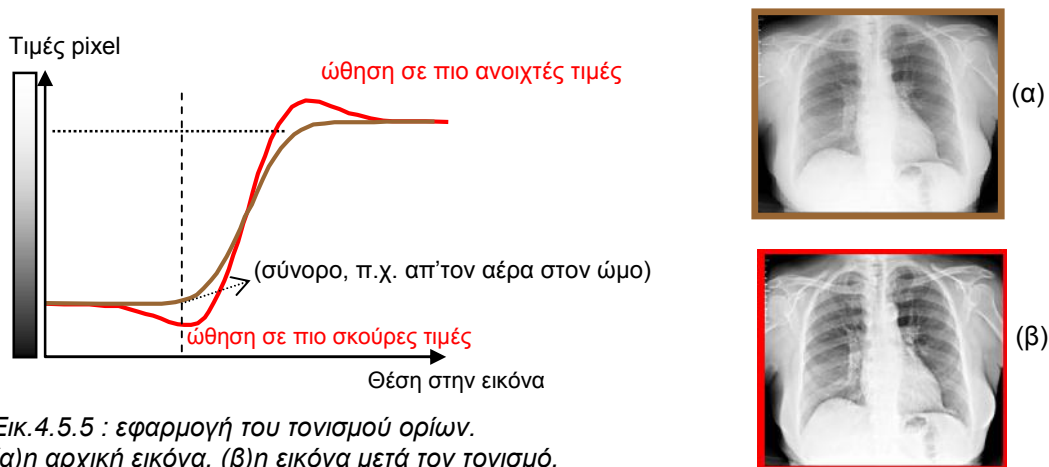 Τιμές pixel
ώθηση σε πιο ανοιχτές τιμές
(α)
(σύνορο, π.χ. απ'τον αέρα στον ώμο)
ώθηση σε πιο σκούρες τιμές
(β)
Θέση στην εικόνα
Εικ.4.5.5 : εφαρμογή του τονισμού ορίων.
(α)η αρχική εικόνα. (β)η εικόνα μετά τον τονισμό.